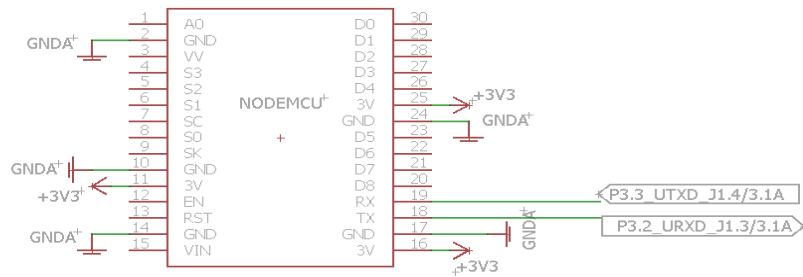 1 A0 D0 30
GNDA 2 GND D1 29
3 VV D2 28
4 S3 D3 27
5 S2 D4 26
6 S1 NODEMCU 3V 25 +3V3
7 SC GND 24 GNDA
8 S0 D5 23
9 SK D6 22
GNDA 10 GND D7 21
+3V3 11 3V D8 20
12 EN RX 19 P3.3_UTXD_J1.4/3.1A
13 RST TX 18 P3.2_URXD_J1.3/3.1A
GNDA 14 GND GND 17 GNDA
15 VIN 3V 16 +3V3